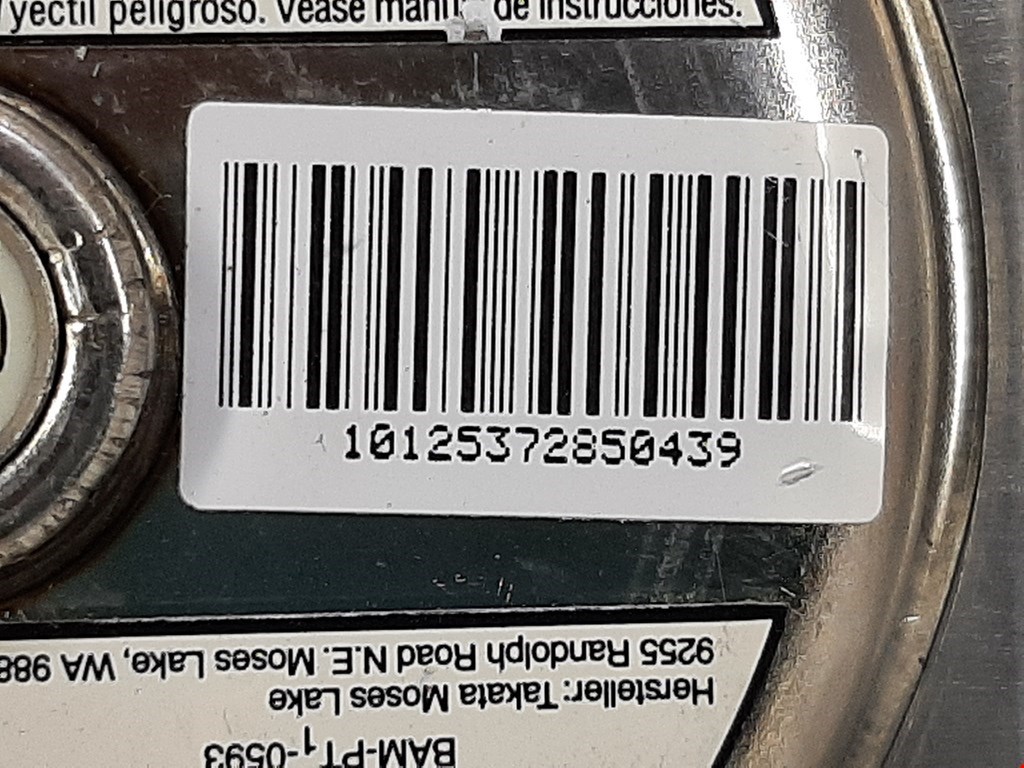 yectil peligroso. Véase de instrucciones.
10125372850439
BAM-PT1-0593
Hersteller: Takata Moses Lake
9255 Randolph Road N.E. Moses Lake, WA 988